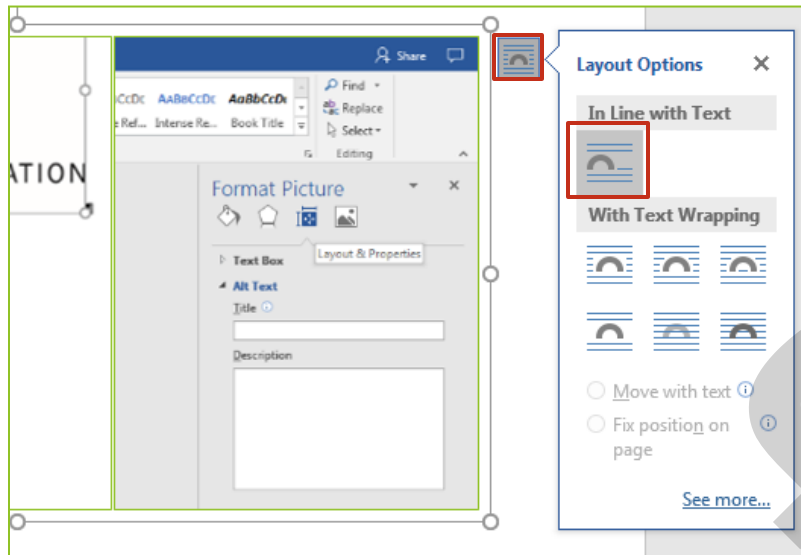 Share
Find
Replace
Select
Editing
AaBbCcDc AaBbCcDc
Intense Re... Book Title
ATION
Format Picture
Layout & Properties
Text Box
Alt Text
Title
Description
Layout Options
In Line with Text
With Text Wrapping
Move with text
Fix position on
page
See more...